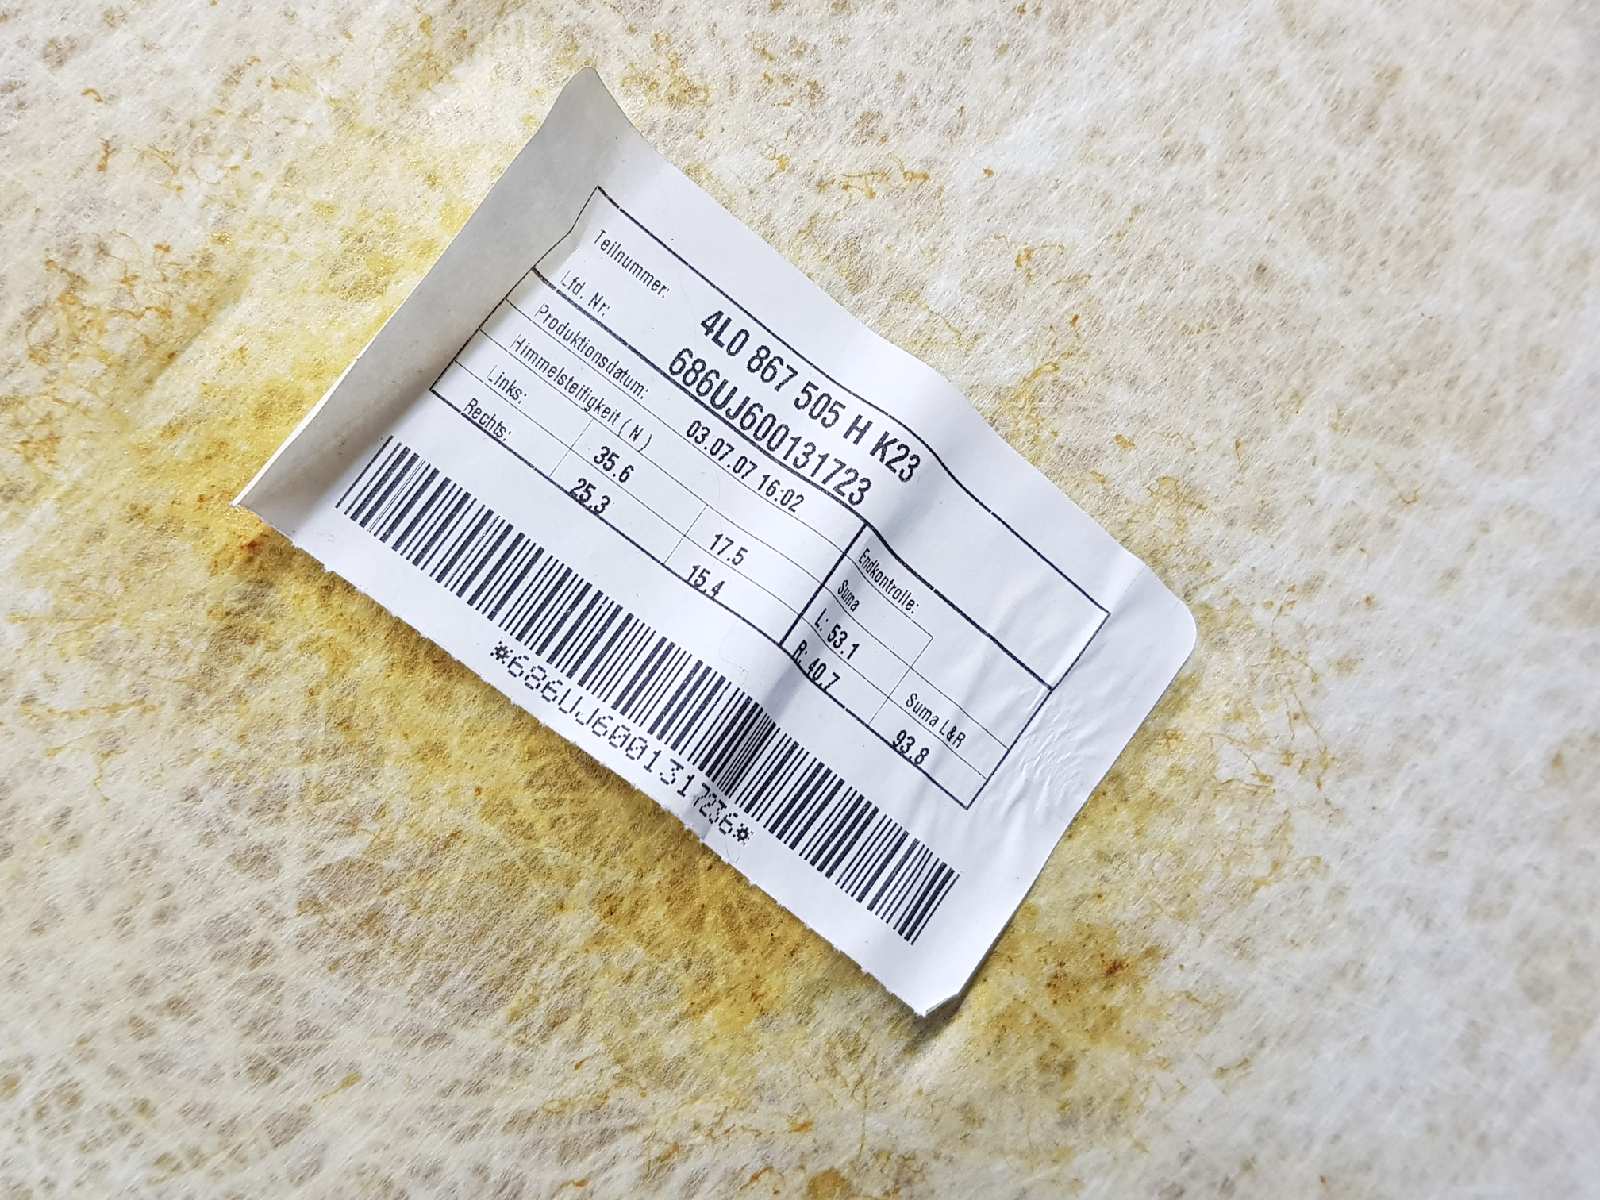 Teilnummer: 4L0 867 505 H K23
Lfd. Nr: 686UJ600131723
Produktionsdatum: 03.07.07 16:02
Endkontrolle:
Himmelsteifigkeit ( N )
Suma
Links: 35.6 17.5 L: 53.1 Suma L&R
Rechts: 25.3 15.4 R: 40.7 93.8
*686UJ6001317236*